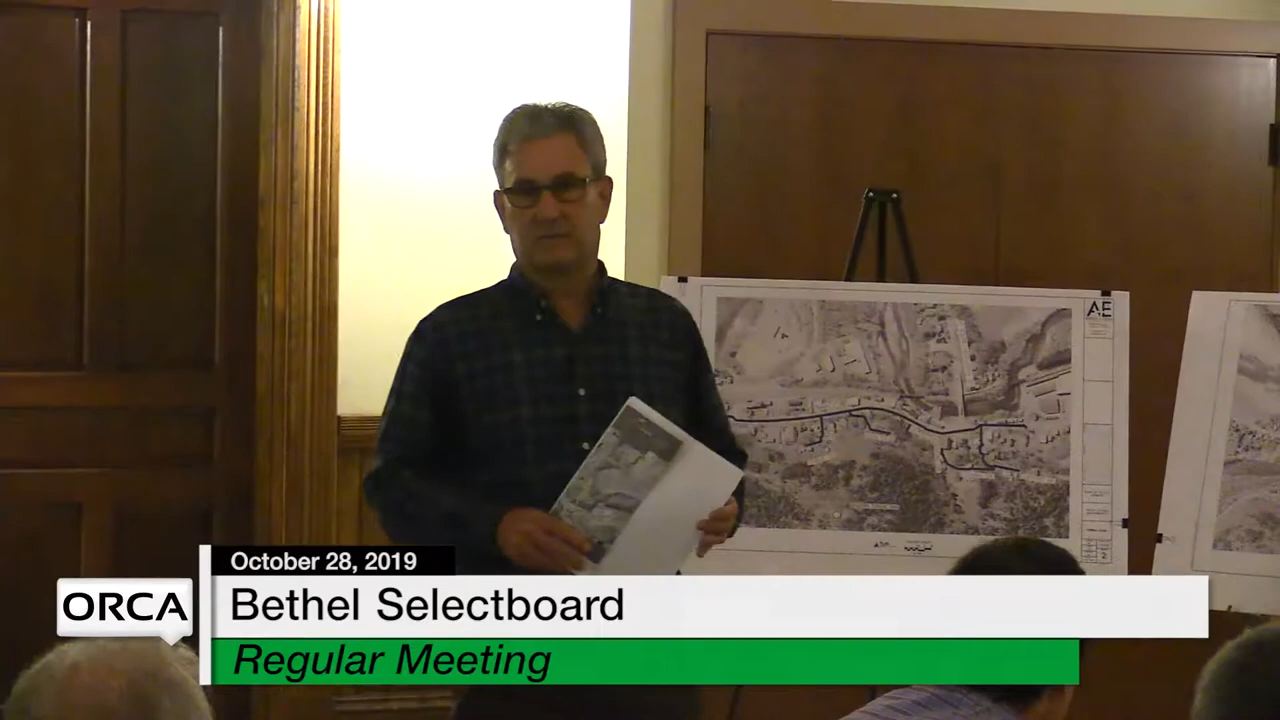 AE
October 28, 2019
ORCA
Bethel Selectboard
Regular Meeting